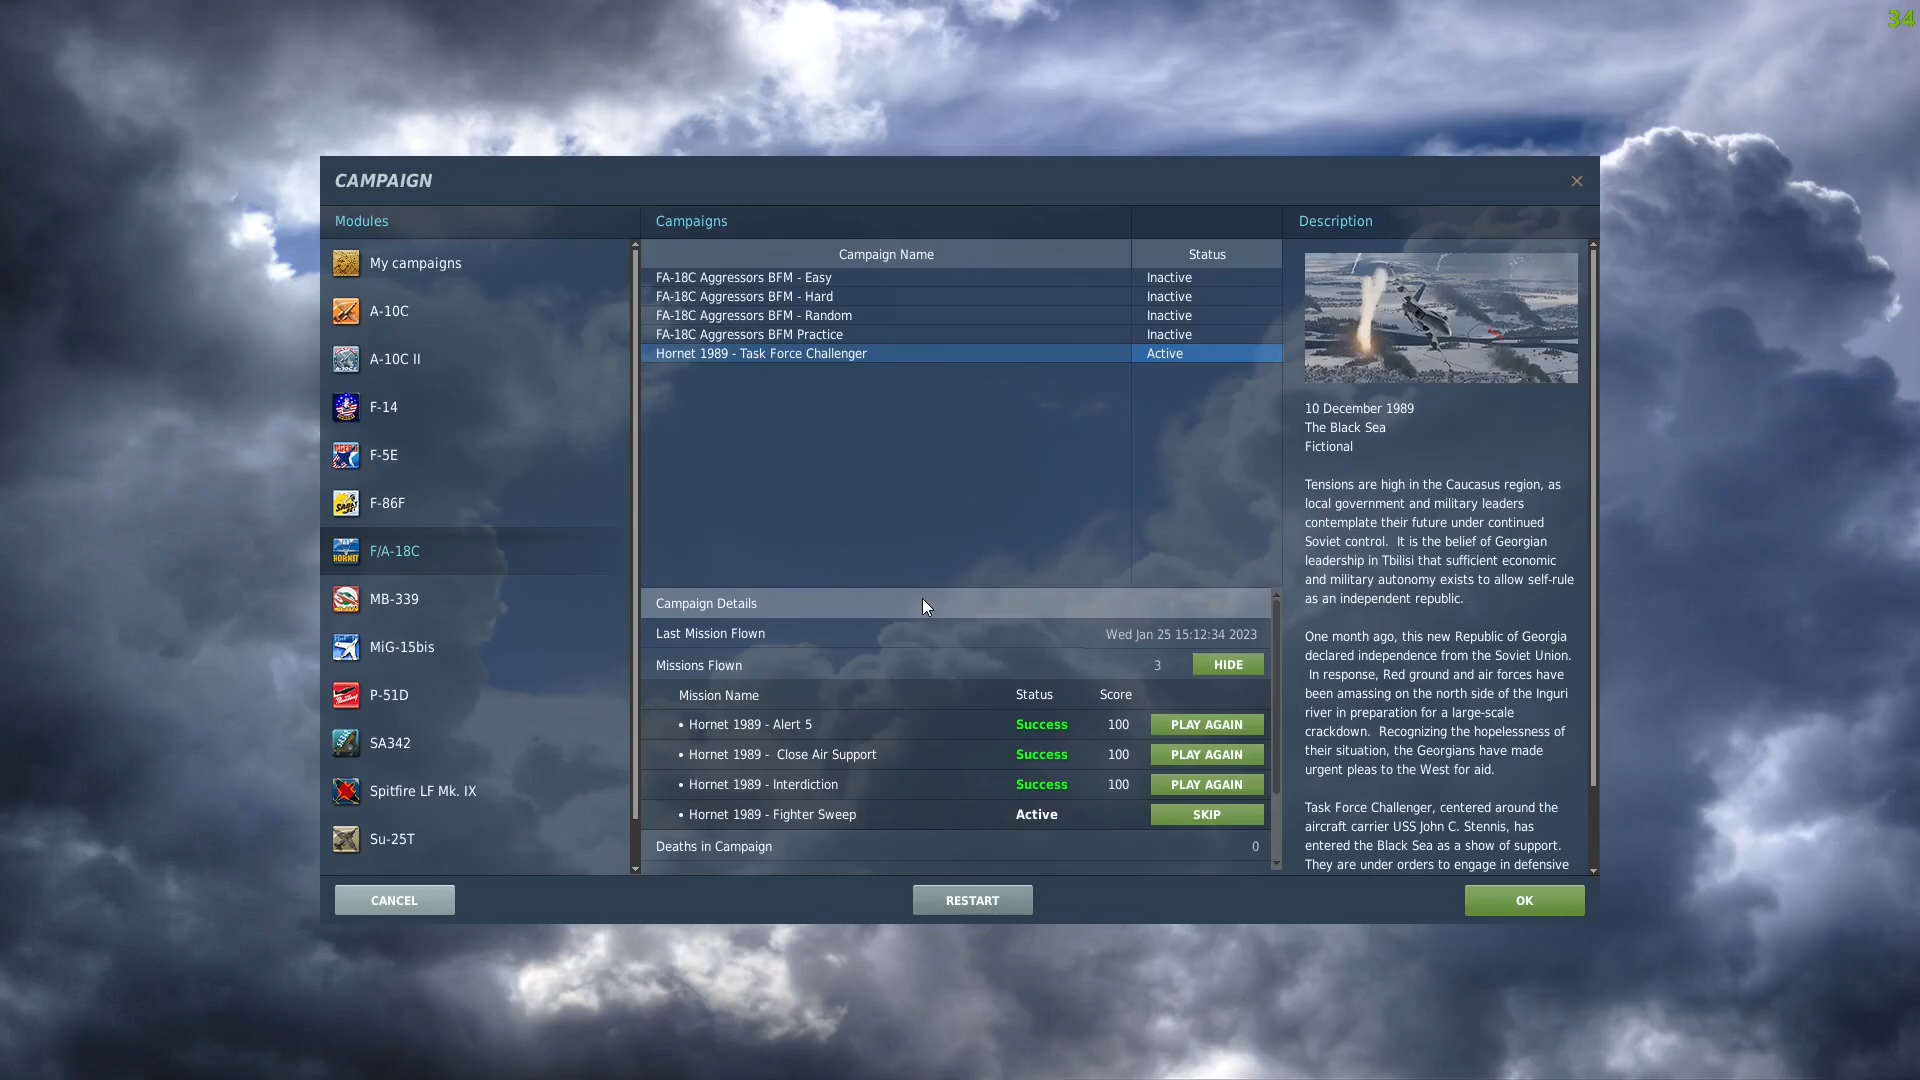 34
CAMPAIGN
Modules
Campaigns
Description
My campaigns
A-10C
A-10C II
F-14
F-5E
F-86F
F/A-18C
MB-339
MiG-15bis
P-51D
SA342
Spitfire LF Mk. IX
Su-25T
Campaign Name Status
FA-18C Aggressors BFM - Easy Inactive
FA-18C Aggressors BFM - Hard Inactive
FA-18C Aggressors BFM - Random Inactive
FA-18C Aggressors BFM Practice Inactive
Hornet 1989 - Task Force Challenger Active
Campaign Details
Last Mission Flown Wed Jan 25 15:12:34 2023
Missions Flown 3 HIDE
Mission Name Status Score
• Hornet 1989 - Alert 5 Success 100 PLAY AGAIN
• Hornet 1989 -  Close Air Support Success 100 PLAY AGAIN
• Hornet 1989 - Interdiction Success 100 PLAY AGAIN
• Hornet 1989 - Fighter Sweep Active SKIP
Deaths in Campaign 0
10 December 1989
The Black Sea
Fictional
Tensions are high in the Caucasus region, as
local government and military leaders
contemplate their future under continued
Soviet control.  It is the belief of Georgian
leadership in Tbilisi that sufficient economic
and military autonomy exists to allow self-rule
as an independent republic.
One month ago, this new Republic of Georgia
declared independence from the Soviet Union.
In response, Red ground and air forces have
been amassing on the north side of the Inguri
river in preparation for a large-scale
crackdown.  Recognizing the hopelessness of
their situation, the Georgians have made
urgent pleas to the West for aid.
Task Force Challenger, centered around the
aircraft carrier USS John C. Stennis, has
entered the Black Sea as a show of support.
They are under orders to engage in defensive
CANCEL
RESTART
OK